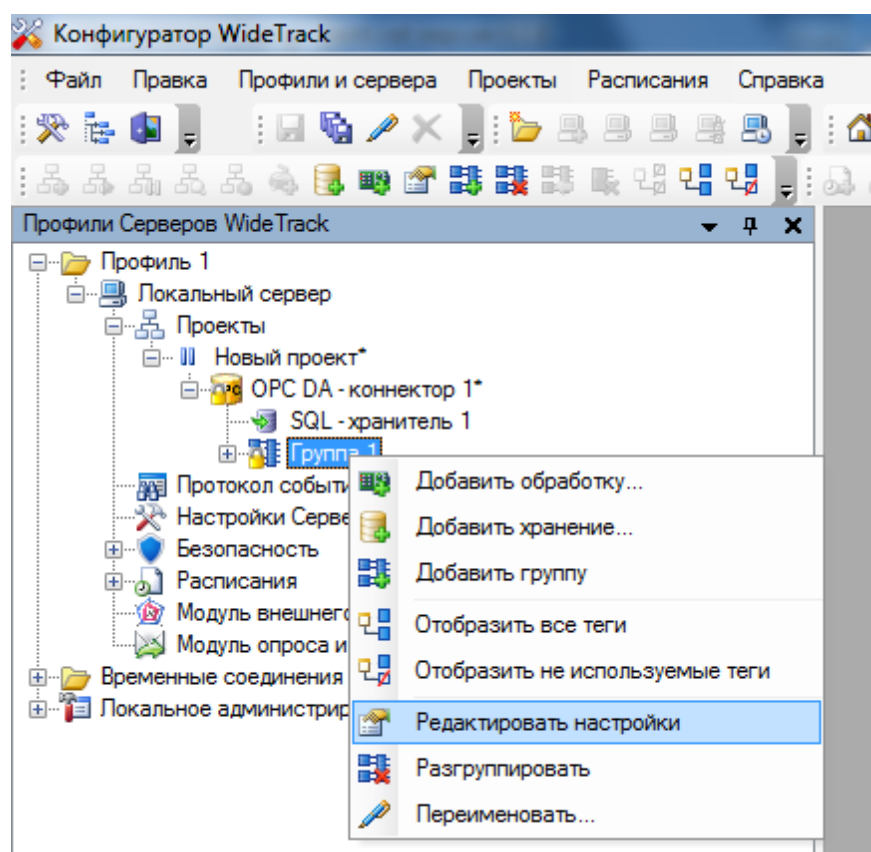 Конфигуратор WideTrack
Файл Правка Профили и сервера Проекты Расписания Справка
Профили Серверов WideTrack
Профиль 1
Локальный сервер
Проекты
Новый проект*
OPC DA - коннектор 1*
SQL - хранитель 1
Группа 1
Протокол событи
Настройки Серве
Безопасность
Расписания
Модуль внешнего
Модуль опроса и
Временные соединения
Локальное администрир
Добавить обработку...
Добавить хранение...
Добавить группу
Отобразить все теги
Отобразить не используемые теги
Редактировать настройки
Разгруппировать
Переименовать...